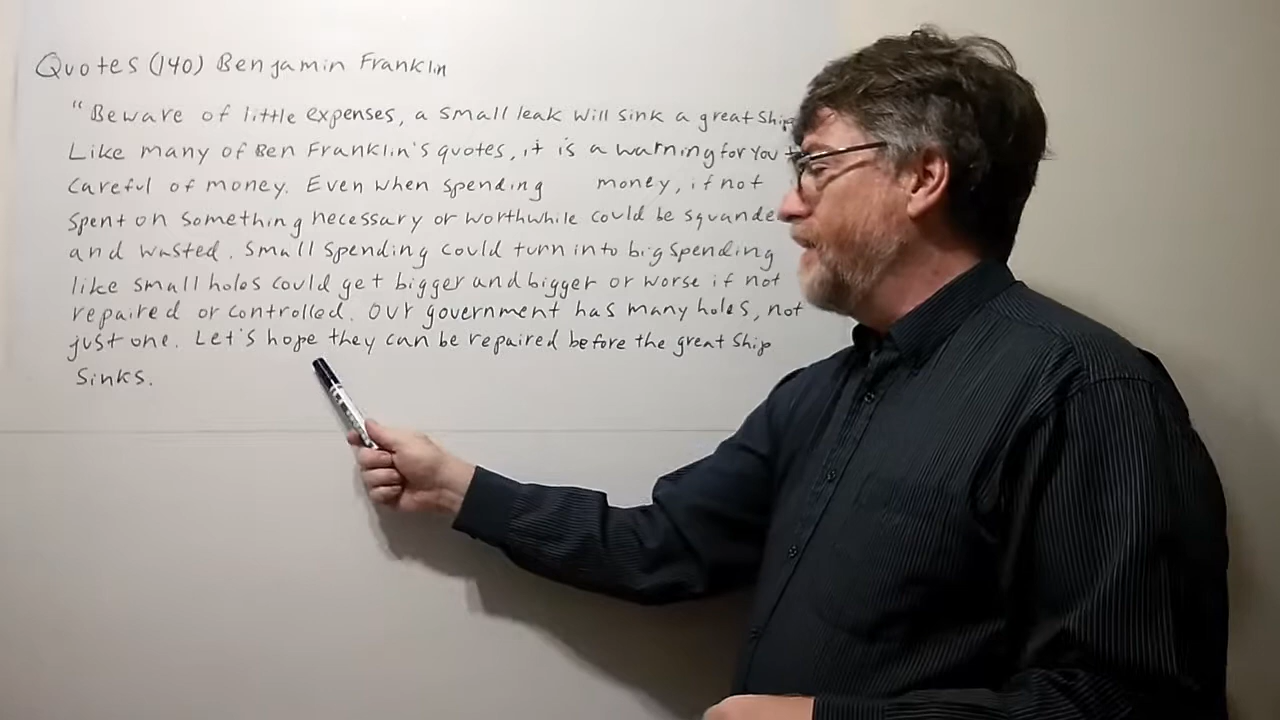 Quotes (140) Benjamin Franklin
"Beware of little expenses, a small leak will sink a great ship
Like many of Ben Franklin's quotes, it is a warning for you
careful of money. Even when spending money, if not
spent on something necessary or worthwhile could be squande
and wasted. Small spending could turn into big spending
like small holes could get bigger and bigger or worse if not
repaired or controlled. Our government has many holes, not
just one. Let's hope they can be repaired before the great ship
sinks.